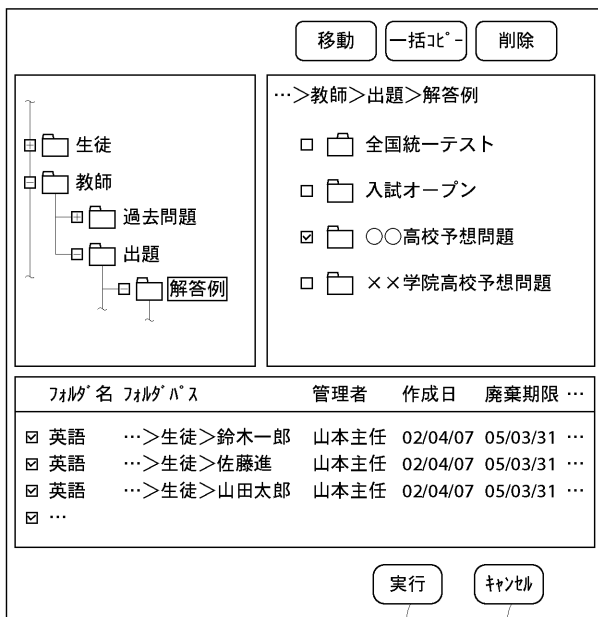 移動 一括ｺﾋﾟｰ 削除
…＞教師＞出題＞解答例
生徒
教師
過去問題
出題
解答例
全国統一テスト
入試オープン
○○高校予想問題
××学院高校予想問題
ﾌｫﾙﾀﾞ名 ﾌｫﾙﾀﾞﾊﾟｽ 管理者 作成日 廃棄期限 …
英語 …＞生徒＞鈴木一郎 山本主任 02/04/07 05/03/31 …
英語 …＞生徒＞佐藤進 山本主任 02/04/07 05/03/31 …
英語 …＞生徒＞山田太郎 山本主任 02/04/07 05/03/31 …
…
実行 ｷｬﾝｾﾙ